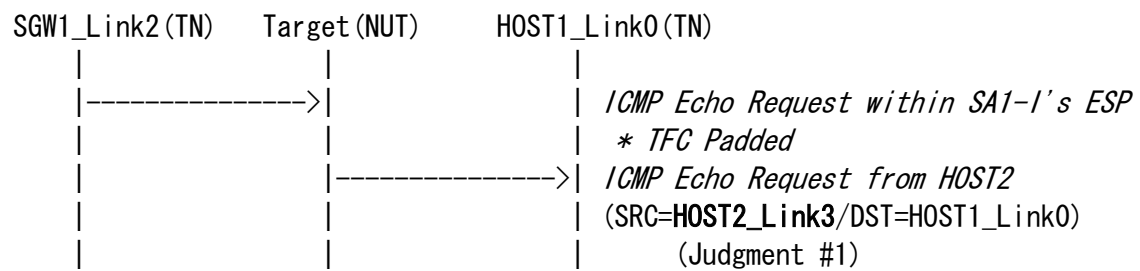 SGW1_Link2(TN) Target(NUT) HOST1_Link0(TN)
| | |
|--------------->| | ICMP Echo Request within SA1-I's ESP
| | | * TFC Padded
| |--------------->| ICMP Echo Request from HOST2
| | | (SRC=HOST2_Link3/DST=HOST1_Link0)
| | | (Judgment #1)